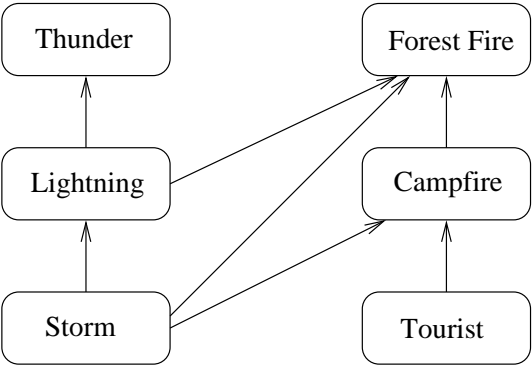 Thunder
Forest Fire
Lightning
Campfire
Storm
Tourist